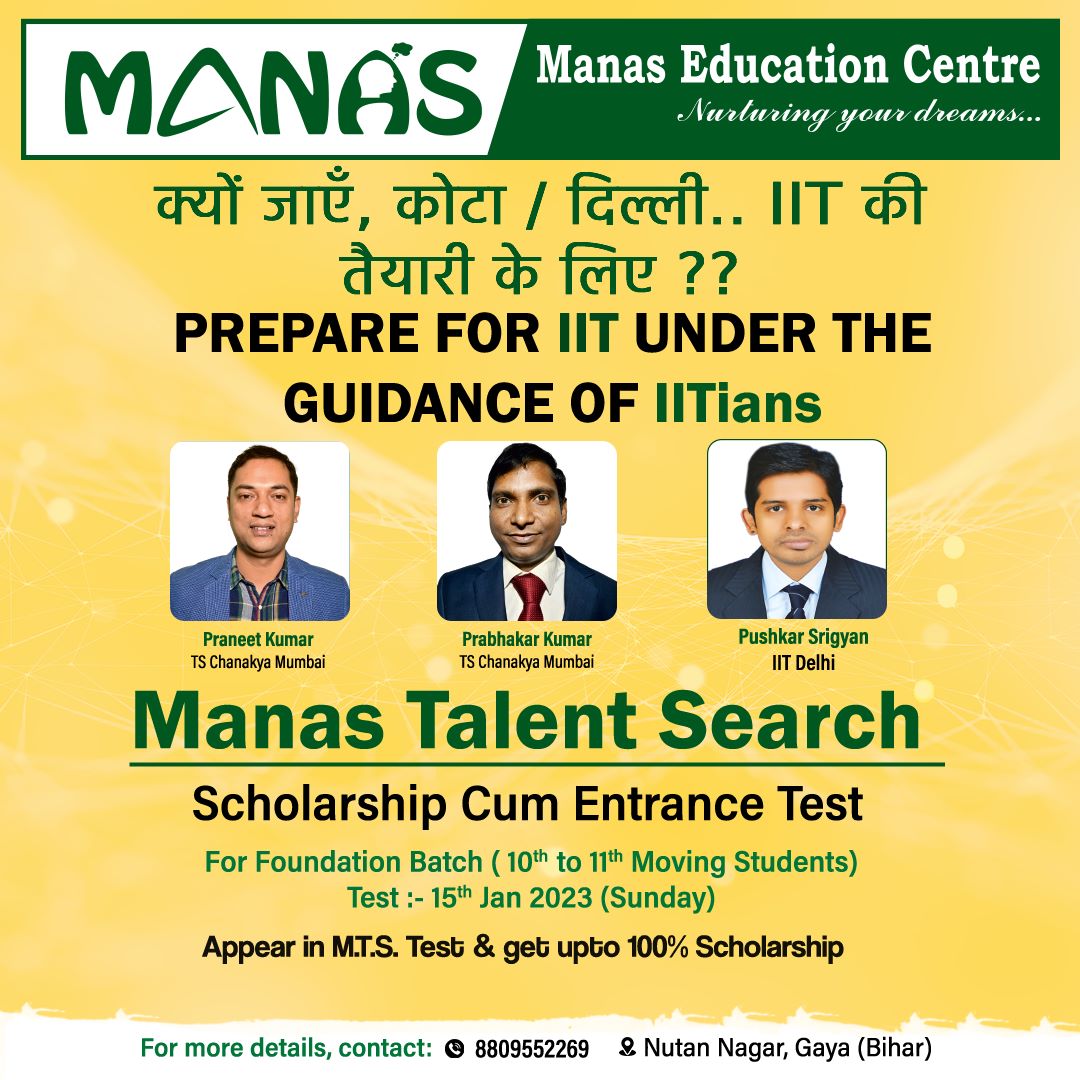 MANAS
Manas Education Centre
Nurturing your dreams...
क्यों जाएँ, कोटा / दिल्ली.. IIT की
तैयारी के लिए ??
PREPARE FOR IIT UNDER THE
GUIDANCE OF IITians
Praneet Kumar
TS Chanakya Mumbai
Prabhakar Kumar
TS Chanakya Mumbai
Pushkar Srigyan
IIT Delhi
Manas Talent Search
Scholarship Cum Entrance Test
For Foundation Batch ( 10th to 11th Moving Students)
Test :- 15th Jan 2023 (Sunday)
Appear in M.T.S. Test & get upto 100% Scholarship
For more details, contact: 8809552269 Nutan Nagar, Gaya (Bihar)